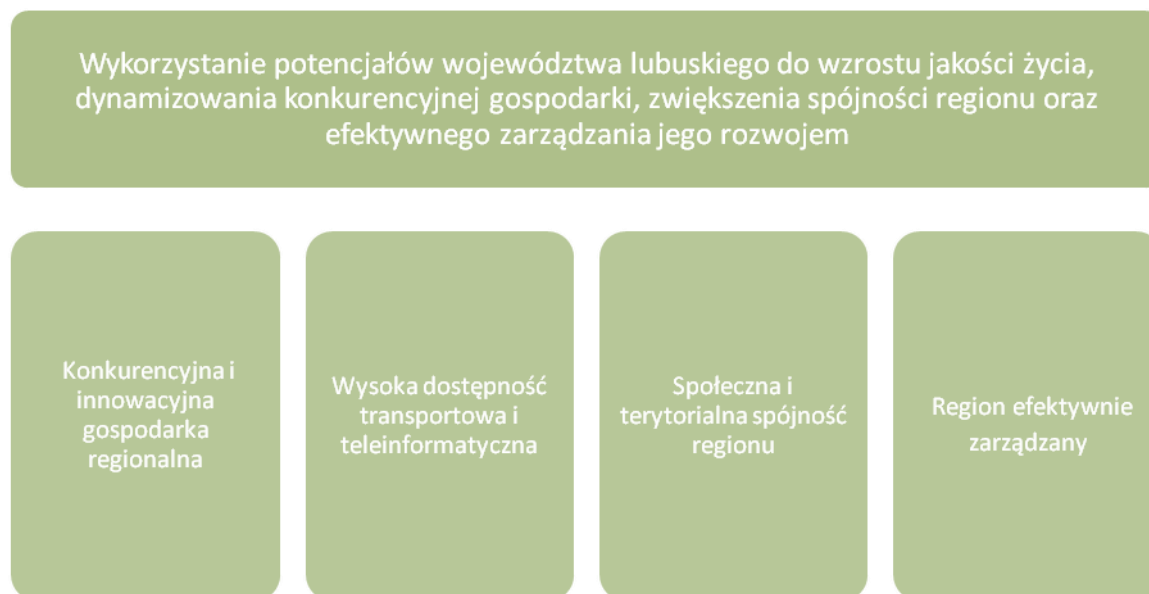 Wykorzystanie potencjałów województwa lubuskiego do wzrostu jakości życia,
dynamizowania konkurencyjnej gospodarki, zwiększenia spójności regionu oraz
efektywnego zarządzania jego rozwojem
Konkurencyjna i
innowacyjna
gospodarka
regionalna
Wysoka dostępność
transportowa i
teleinformatyczna
Społeczna i
terytorialna spójność
regionu
Region efektywnie
zarządzany